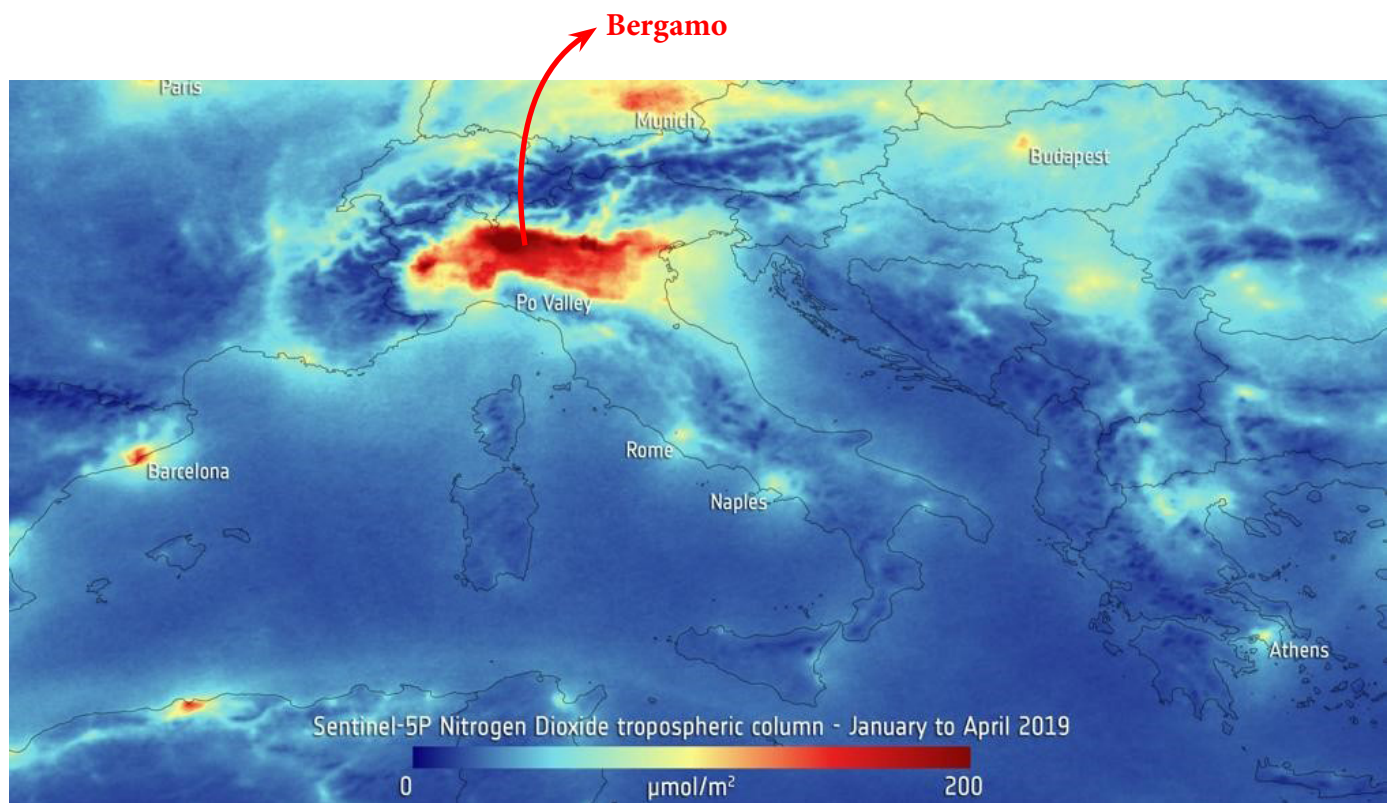 Bergamo
Paris
Munich
Budapest
Po Valley
Rome
Barcelona
Naples
Athens
Sentinel-5P Nitrogen Dioxide tropospheric column - January to April 2019
0 µmol/m² 200